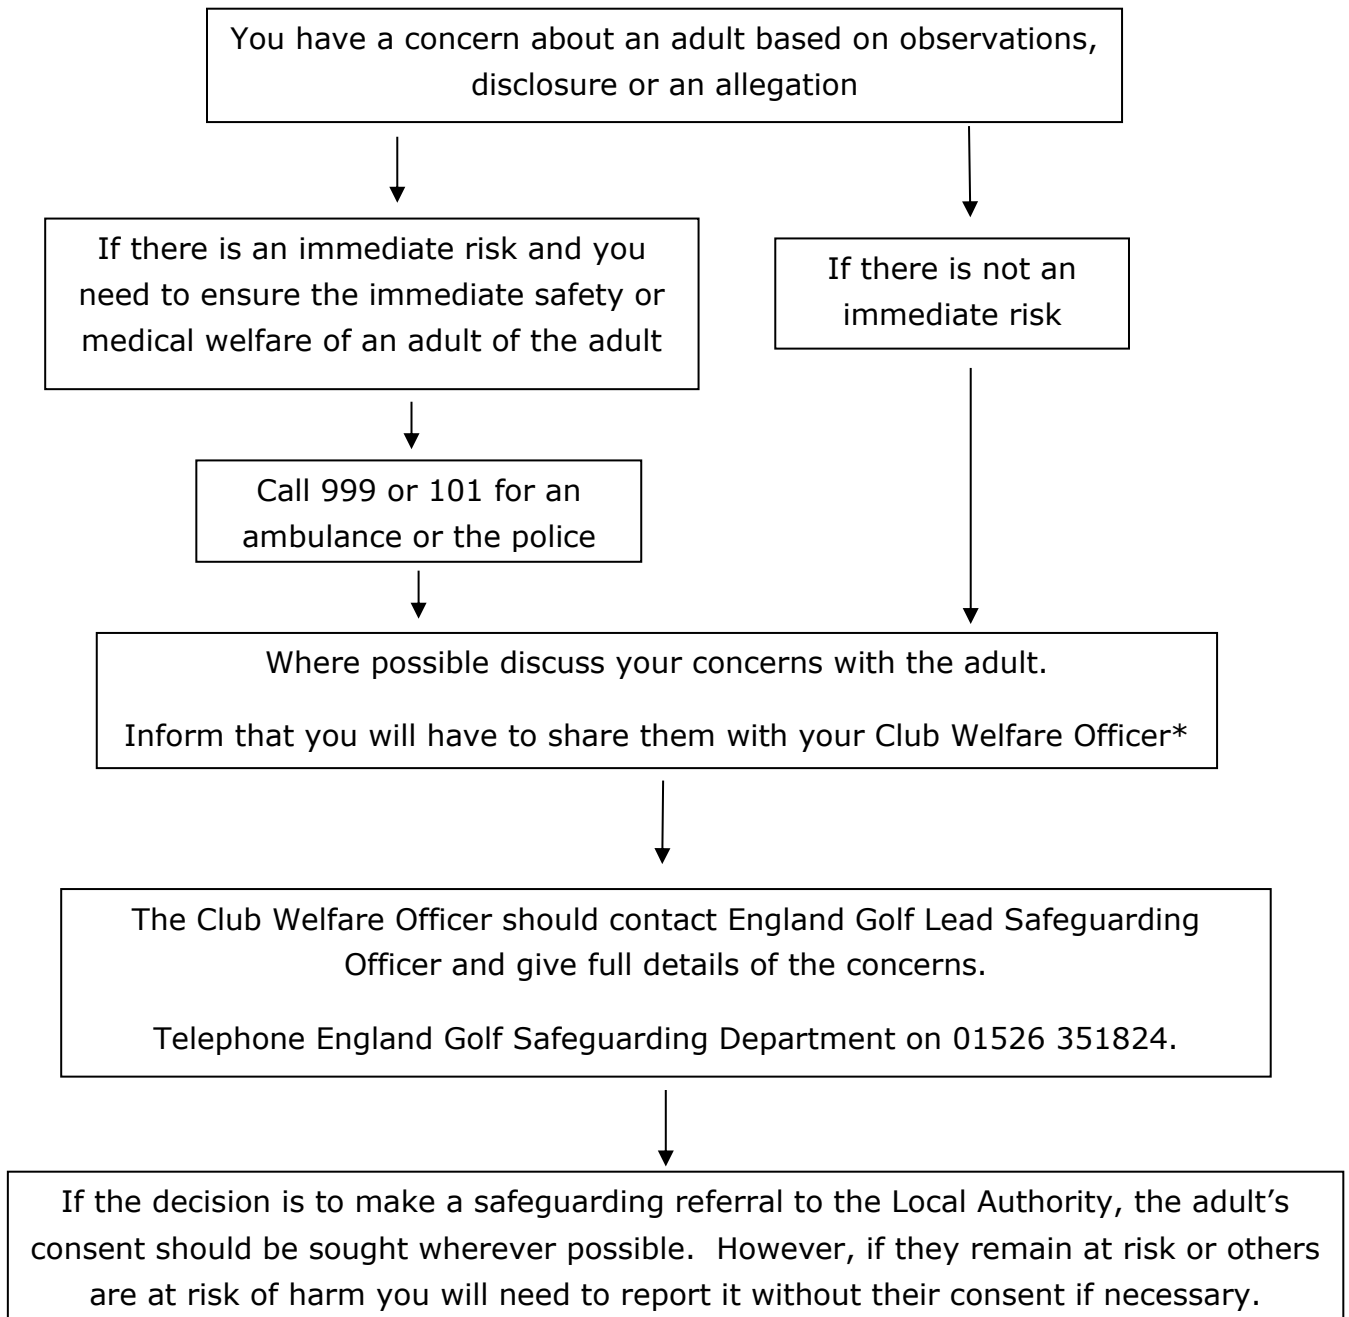 You have a concern about an adult based on observations,
disclosure or an allegation
If there is an immediate risk and you
need to ensure the immediate safety or
medical welfare of an adult of the adult
If there is not an
immediate risk
Call 999 or 101 for an
ambulance or the police
Where possible discuss your concerns with the adult.
Inform that you will have to share them with your Club Welfare Officer*
The Club Welfare Officer should contact England Golf Lead Safeguarding
Officer and give full details of the concerns.
Telephone England Golf Safeguarding Department on 01526 351824.
If the decision is to make a safeguarding referral to the Local Authority, the adult’s
consent should be sought wherever possible.  However, if they remain at risk or others
are at risk of harm you will need to report it without their consent if necessary.